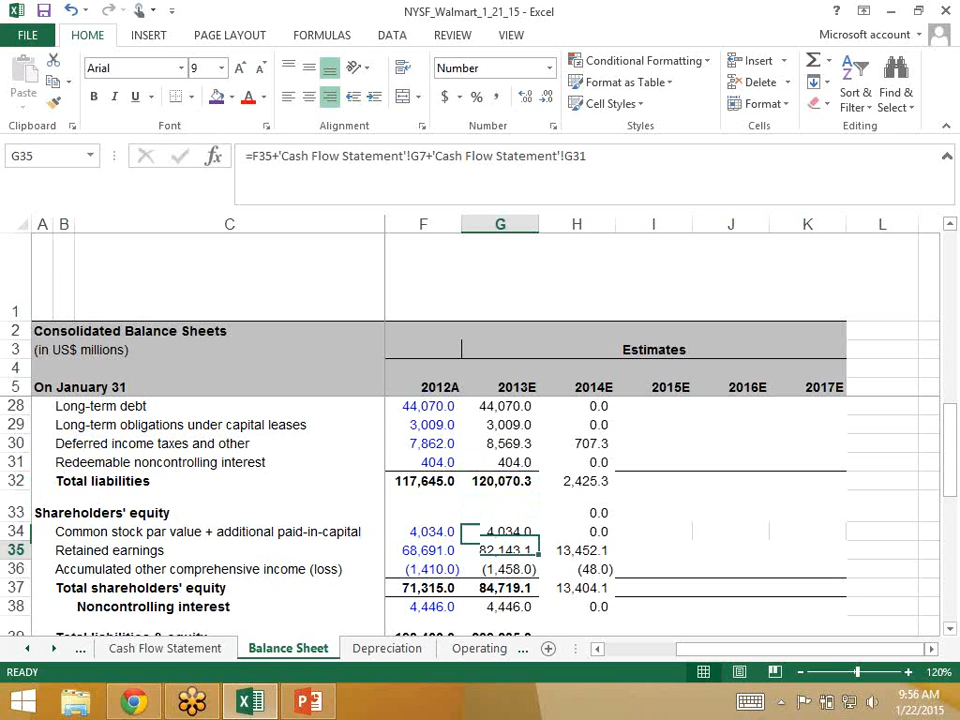 NYSF_Walmart_1_21_15 - Excel
FILE HOME INSERT PAGE LAYOUT FORMULAS DATA REVIEW VIEW Microsoft account
Paste Arial 9 B I U Number $ % , Conditional Formatting Format as Table Cell Styles Insert Delete Format Sort & Filter Find & Select
Clipboard Font Alignment Number Styles Cells Editing
G35 fx =F35+'Cash Flow Statement'!G7+'Cash Flow Statement'!G31
A B C F G H I J K L
1
2 Consolidated Balance Sheets
3 (in US$ millions) Estimates
4
5 On January 31 2012A 2013E 2014E 2015E 2016E 2017E
28 Long-term debt 44,070.0 44,070.0 0.0
29 Long-term obligations under capital leases 3,009.0 3,009.0 0.0
30 Deferred income taxes and other 7,862.0 8,569.3 707.3
31 Redeemable noncontrolling interest 404.0 404.0 0.0
32 Total liabilities 117,645.0 120,070.3 2,425.3
33 Shareholders' equity 0.0
34 Common stock par value + additional paid-in-capital 4,034.0 4,034.0 0.0
35 Retained earnings 68,691.0 82,143.1 13,452.1
36 Accumulated other comprehensive income (loss) (1,410.0) (1,458.0) (48.0)
37 Total shareholders' equity 71,315.0 84,719.1 13,404.1
38 Noncontrolling interest 4,446.0 4,446.0 0.0
... Cash Flow Statement Balance Sheet Depreciation Operating ...
READY 120%
9:56 AM
1/22/2015